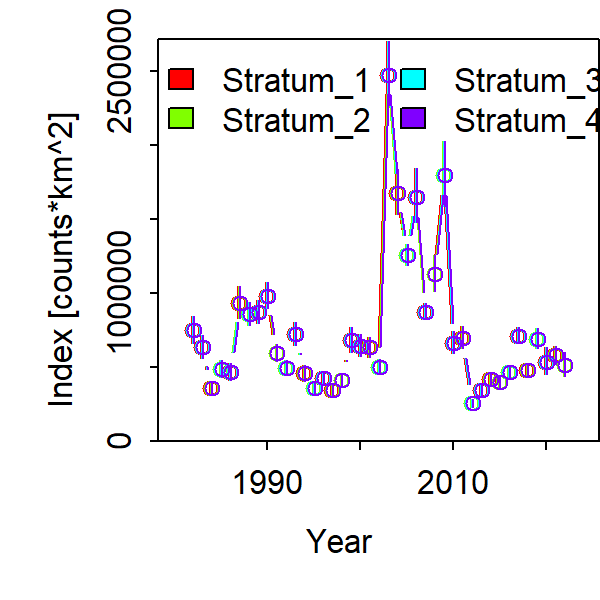 Stratum_1
Stratum_2
Stratum_3
Stratum_4
Index [counts*km^2]
0
1000000
2500000
1990
2010
Year